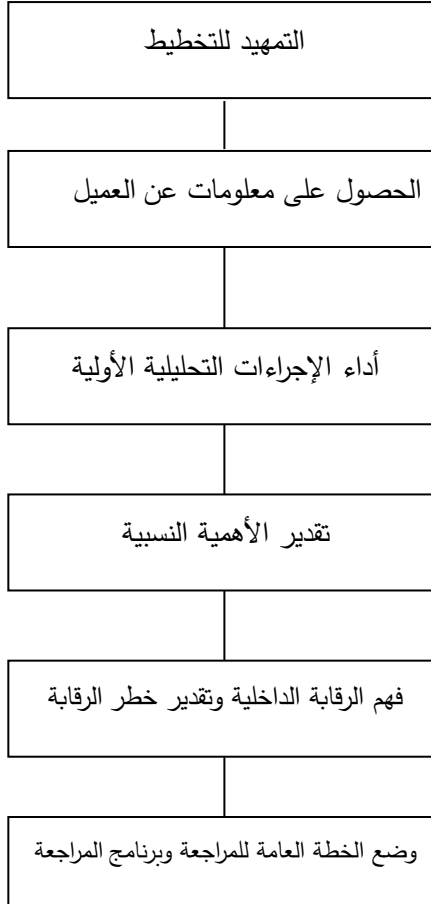 التمهيد للتخطيط
الحصول على معلومات عن العميل
أداء الإجراءات التحليلية الأولية
تقدير الأهمية النسبية
فهم الرقابة الداخلية وتقدير خطر الرقابة
وضع الخطة العامة للمراجعة وبرنامج المراجعة